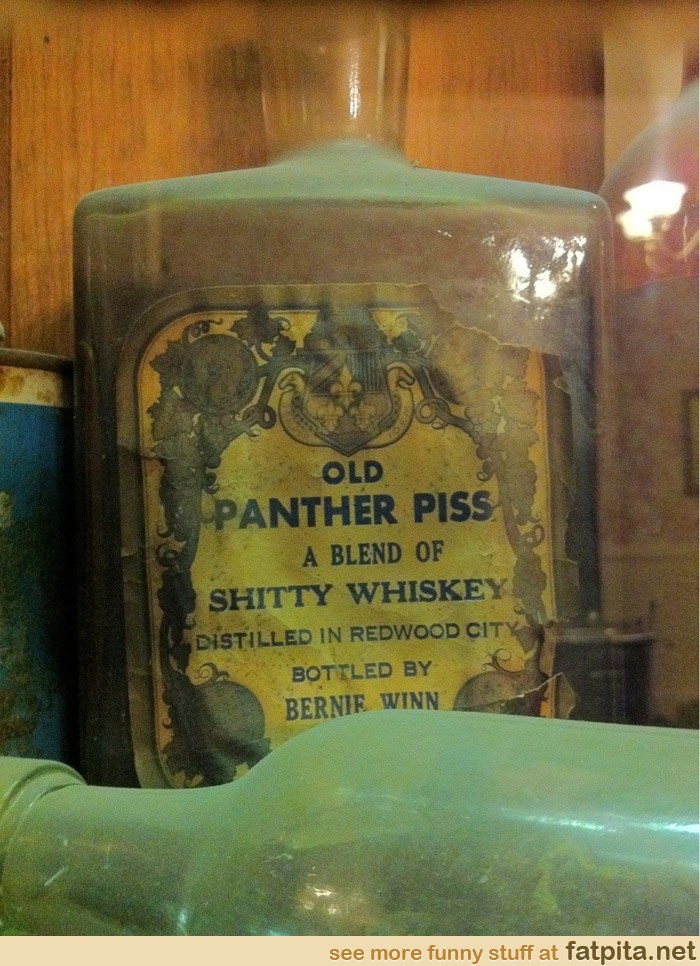 OLD
PANTHER PISS
A BLEND OF
SHITTY WHISKEY
DISTILLED IN REDWOOD CITY
BOTTLED BY
BERNIE WINN
see more funny stuff at fatpita.net